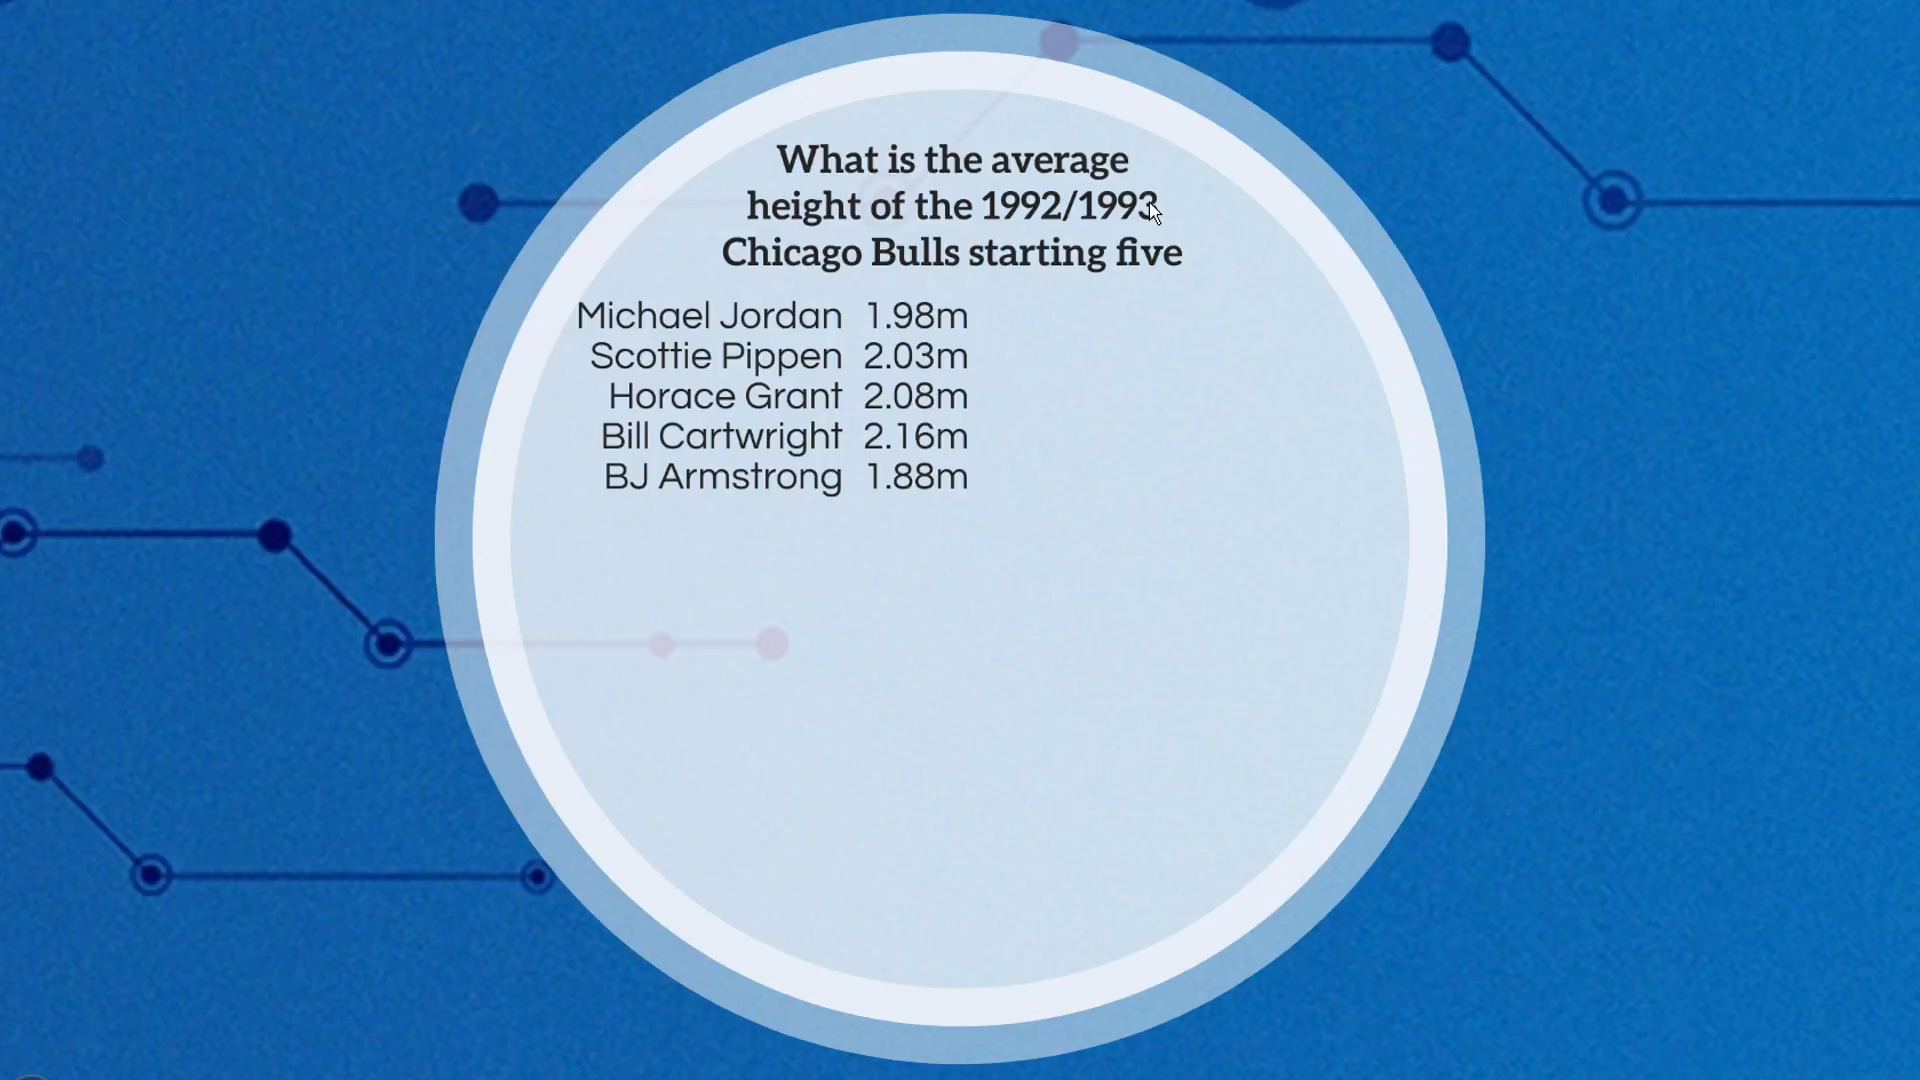 What is the average
height of the 1992/1993
Chicago Bulls starting five
Michael Jordan 1.98m
Scottie Pippen 2.03m
Horace Grant 2.08m
Bill Cartwright 2.16m
BJ Armstrong 1.88m